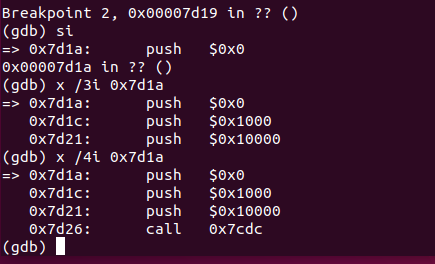 Breakpoint 2, 0x00007d19 in ?? ()
(gdb) si
=> 0x7d1a:      push   $0x0
0x00007d1a in ?? ()
(gdb) x /3i 0x7d1a
=> 0x7d1a:      push   $0x0
   0x7d1c:      push   $0x1000
   0x7d21:      push   $0x10000
(gdb) x /4i 0x7d1a
=> 0x7d1a:      push   $0x0
   0x7d1c:      push   $0x1000
   0x7d21:      push   $0x10000
   0x7d26:      call   0x7cdc
(gdb)